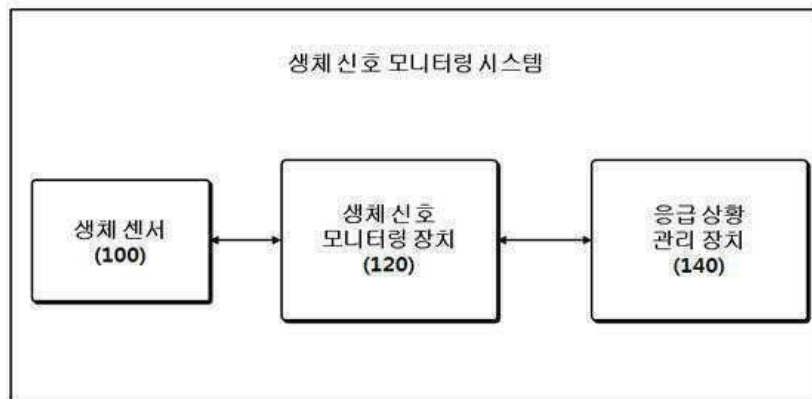 생체 신호 모니터링 시스템
생체 센서
(100)
생체 신호
모니터링 장치
(120)
응급 상황
관리 장치
(140)